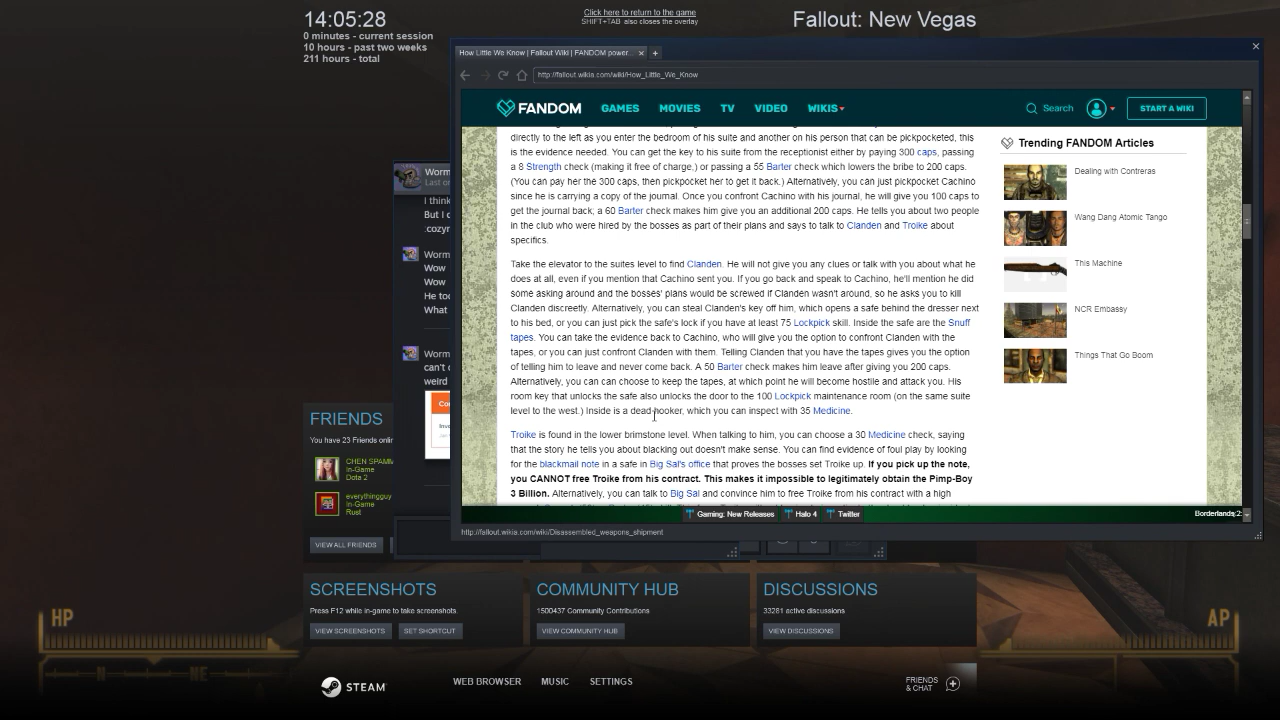 14:05:28
0 minutes - current session
10 hours - past two weeks
211 hours - total
Click here to return to the game
SHIFT+TAB also closes the overlay
Fallout: New Vegas
How Little We Know | Fallout Wiki | FANDOM power...
http://fallout.wikia.com/wiki/How_Little_We_Know
FANDOM GAMES MOVIES TV VIDEO WIKIS Search START A WIKI
directly to the left as you enter the bedroom of his suite and another on his person that can be pickpocketed, this
is the evidence needed. You can get the key to his suite from the receptionist either by paying 300 caps, passing
a 8 Strength check (making it free of charge,) or passing a 55 Barter check which lowers the bribe to 200 caps.
(You can pay her the 300 caps, then pickpocket her to get it back.) Alternatively, you can just pickpocket Cachino
since he is carrying a copy of the journal. Once you confront Cachino with his journal, he will give you 100 caps to
get the journal back; a 60 Barter check makes him give you an additional 200 caps. He tells you about two people
in the club who were hired by the bosses as part of their plans and says to talk to Clanden and Troike about
specifics.
Take the elevator to the suites level to find Clanden. He will not give you any clues or talk with you about what he
does at all, even if you mention that Cachino sent you. If you go back and speak to Cachino, he'll mention he did
some asking around and the bosses' plans would be screwed if Clanden wasn't around, so he asks you to kill
Clanden discreetly. Alternatively, you can steal Clanden's key off him, which opens a safe behind the dresser next
to his bed, or you can just pick the safe's lock if you have at least 75 Lockpick skill. Inside the safe are the Snuff
tapes. You can take the evidence back to Cachino, who will give you the option to confront Clanden with the
tapes, or you can just confront Clanden with them. Telling Clanden that you have the tapes gives you the option
of telling him to leave and never come back. A 50 Barter check makes him leave after giving you 200 caps.
Alternatively, you can can choose to keep the tapes, at which point he will become hostile and attack you. His
room key that unlocks the safe also unlocks the door to the 100 Lockpick maintenance room (on the same suite
level to the west.) Inside is a dead hooker, which you can inspect with 35 Medicine.
Troike is found in the lower brimstone level. When talking to him, you can choose a 30 Medicine check, saying
that the story he tells you about blacking out doesn't make sense. You can find evidence of foul play by looking
for the blackmail note in a safe in Big Sal's office that proves the bosses set Troike up. If you pick up the note,
you CANNOT free Troike from his contract. This makes it impossible to legitimately obtain the Pimp-Boy
3 Billion. Alternatively, you can talk to Big Sal and convince him to free Troike from his contract with a high
Trending FANDOM Articles
Dealing with Contreras
Wang Dang Atomic Tango
This Machine
NCR Embassy
Things That Go Boom
Gaming: New Releases
Halo 4
Twitter
Borderlands 2:
http://fallout.wikia.com/wiki/Disassembled_weapons_shipment
Worm
Last on
I think
But I d
:cozyr
Worm
Wow
Wow
He too
What
Worm
can't c
weird
Co
Inve
FRIENDS
You have 23 Friends onlin
CHEN SPAMM
In-Game
Dota 2
everythingguy
In-Game
Rust
VIEW ALL FRIENDS
SCREENSHOTS
Press F12 while in-game to take screenshots.
VIEW SCREENSHOTS SET SHORTCUT
COMMUNITY HUB
1500437 Community Contributions
VIEW COMMUNITY HUB
DISCUSSIONS
33281 active discussions
VIEW DISCUSSIONS
HP
N
NE
AP
STEAM
WEB BROWSER MUSIC SETTINGS
FRIENDS
& CHAT